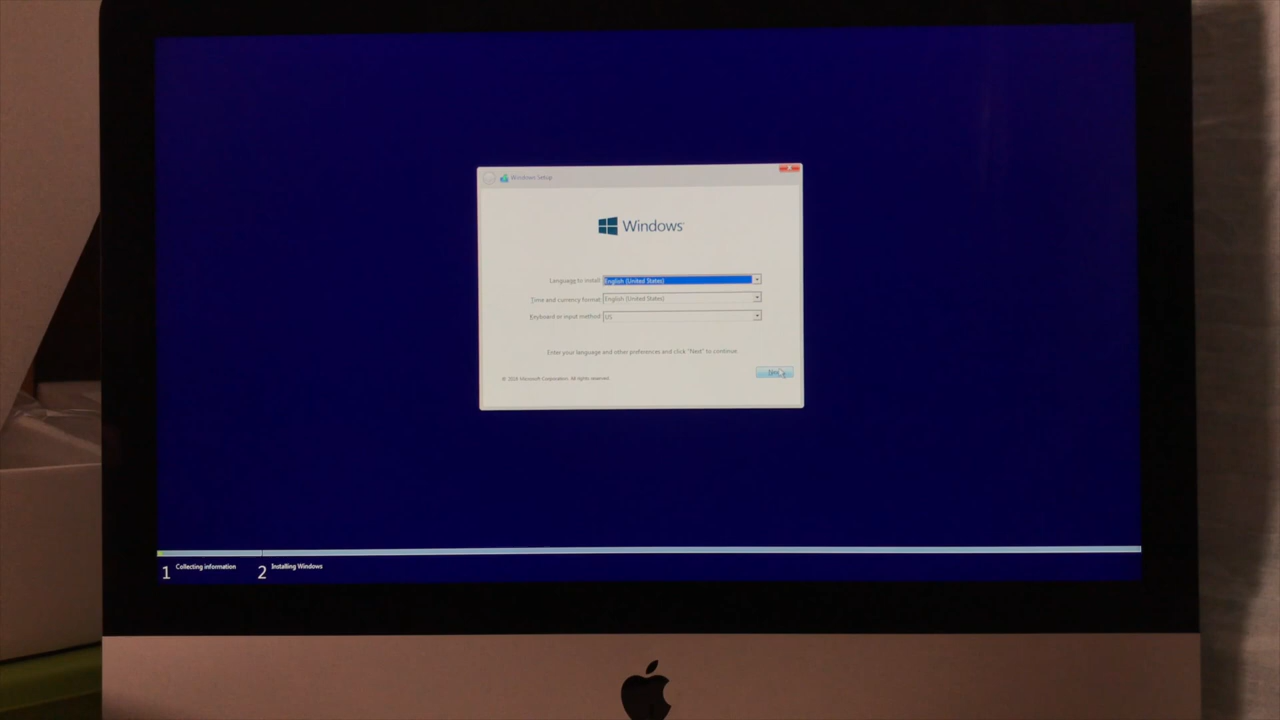 Windows Setup
Windows
Language to install: English (United States)
Time and currency format: English (United States)
Keyboard or input method: US
Enter your language and other preferences and click "Next" to continue.
Microsoft Corporation. All rights reserved.
1 Collecting information
2 Installing Windows